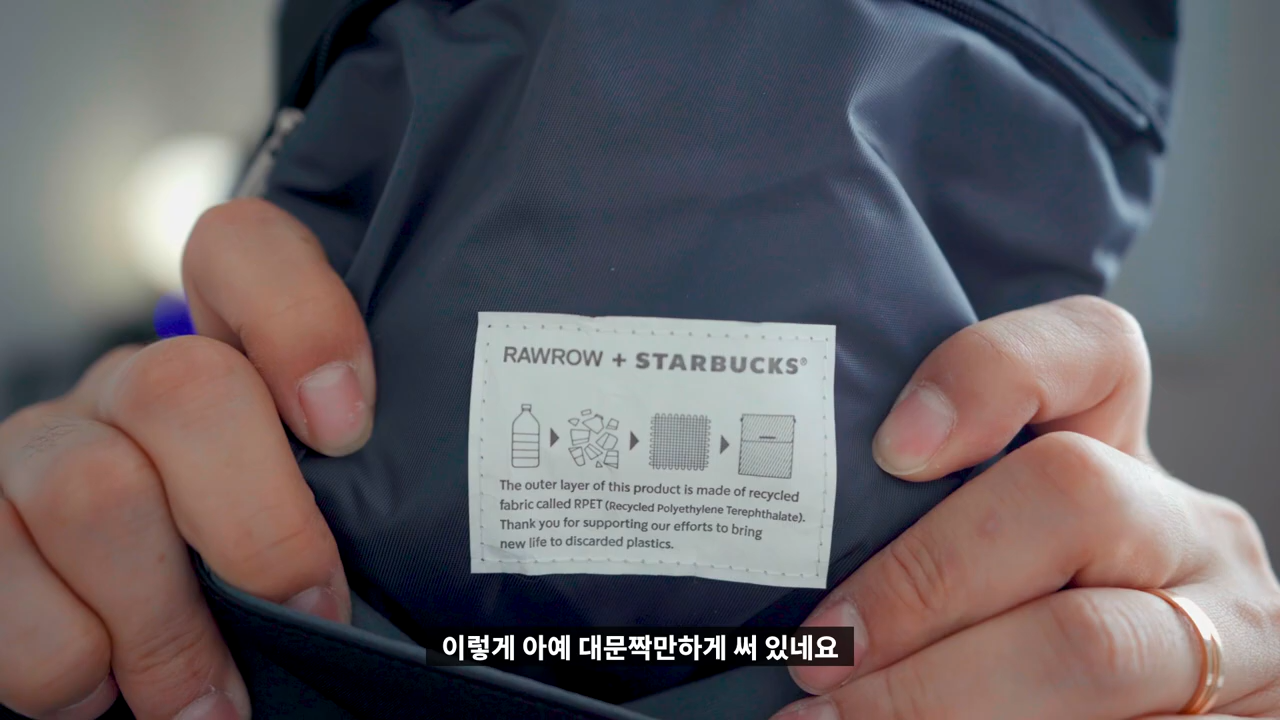 RAWROW + STARBUCKS®
The outer layer of this product is made of recycled
fabric called RPET (Recycled Polyethylene Terephthalate).
Thank you for supporting our efforts to bring
new life to discarded plastics.
이렇게 아예 대문짝만하게 써 있네요